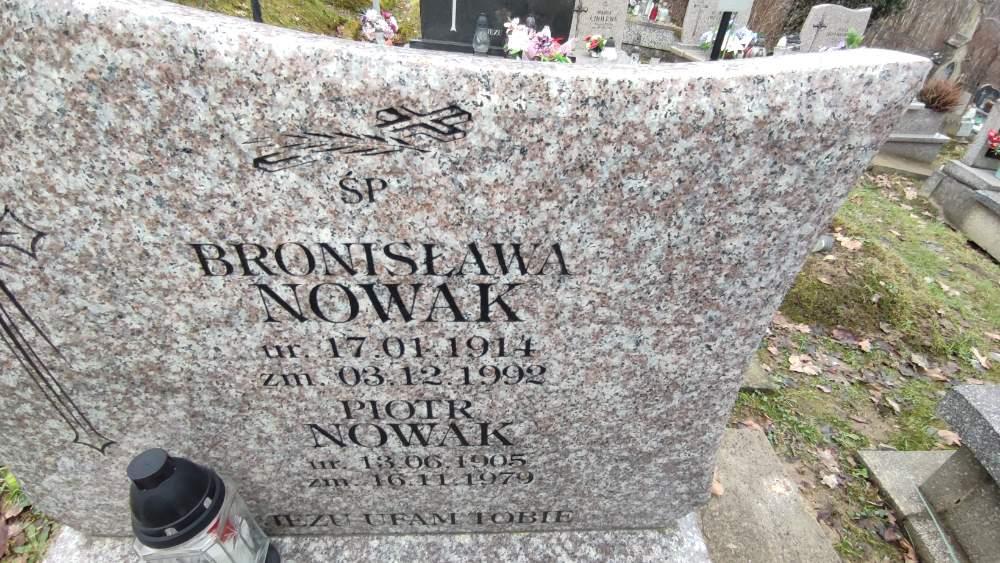 ŚP
BRONISŁAWA
NOWAK
ur. 17.01.1914
zm. 03.12.1992
PIOTR
NOWAK
ur. 13.06.1905
zm. 16.11.1979
JEZU UFAM TOBIE